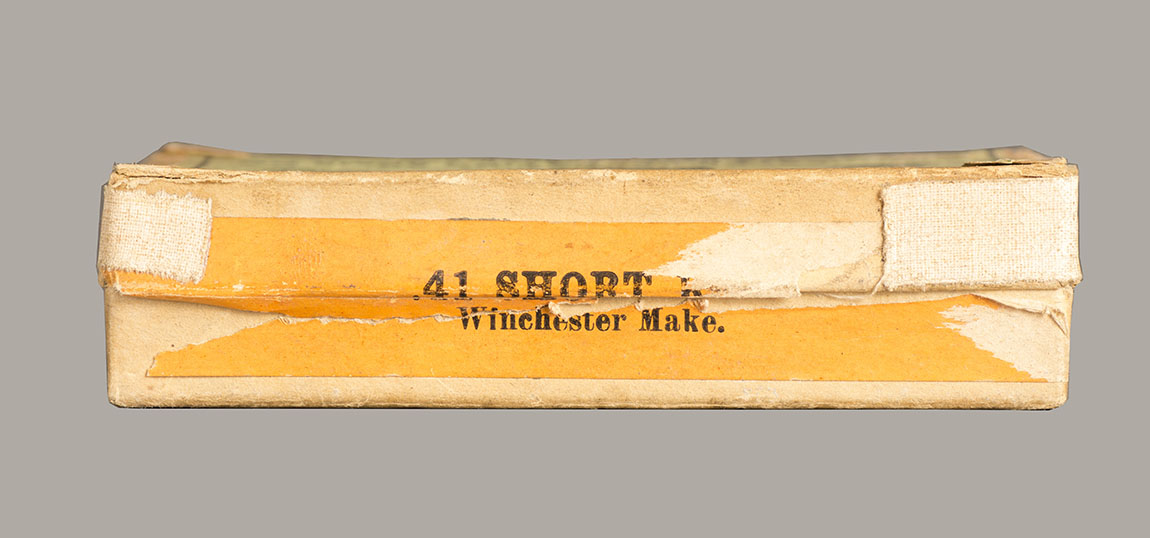 .41 SHORT
Winchester Make.